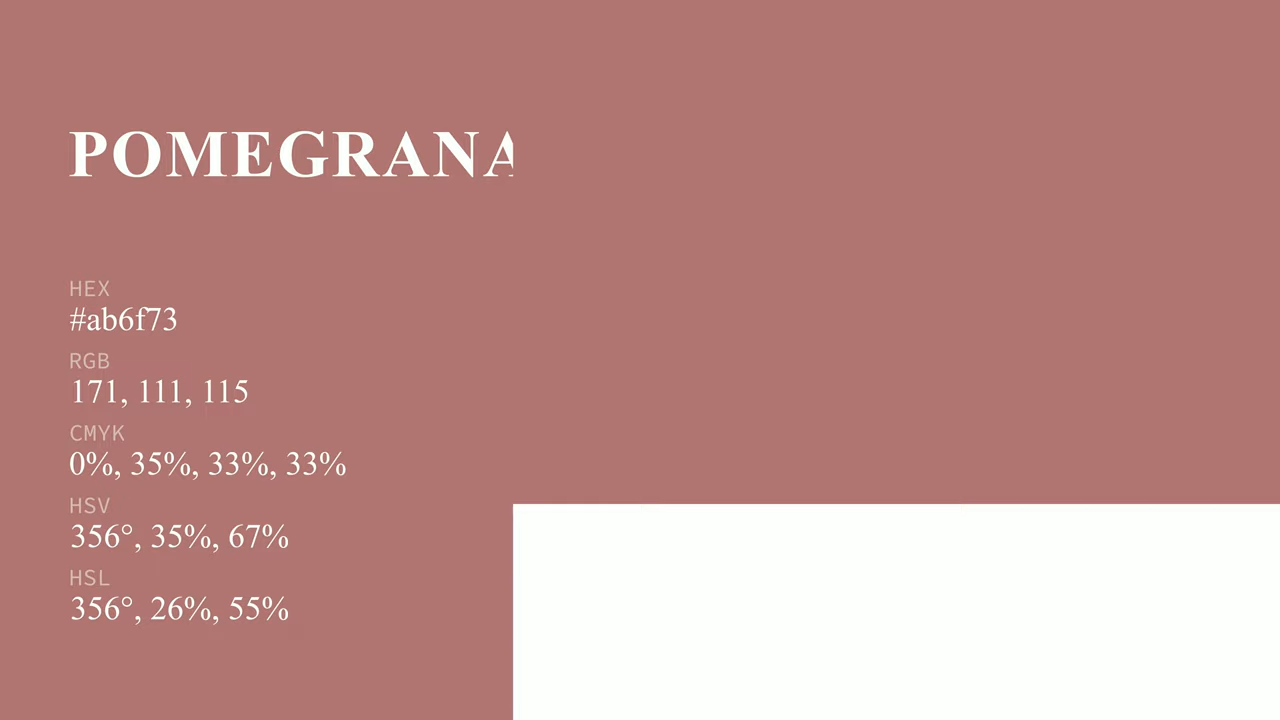 POMEGRANA
HEX
#ab6f73
RGB
171, 111, 115
CMYK
0%, 35%, 33%, 33%
HSV
356°, 35%, 67%
HSL
356°, 26%, 55%